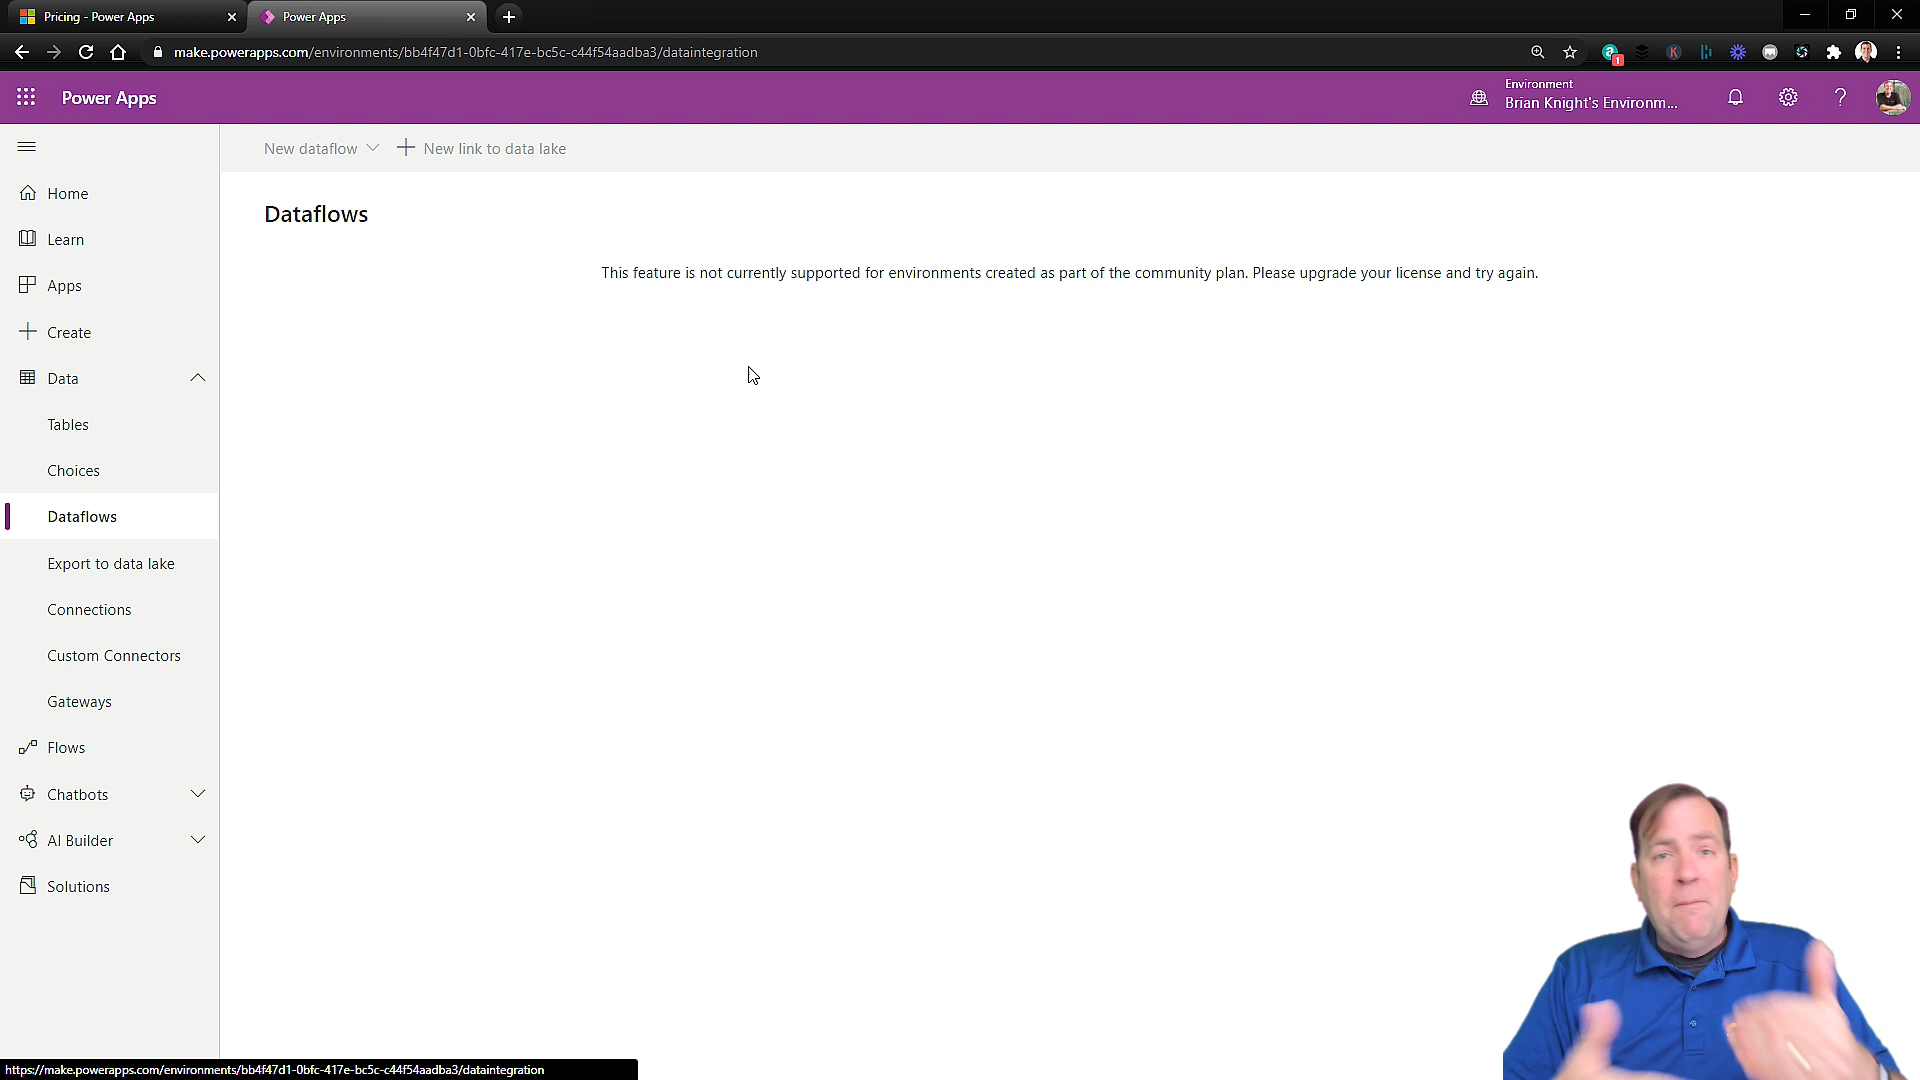 Pricing - Power Apps
Power Apps
make.powerapps.com/environments/bb4f47d1-0bfc-417e-bc5c-c44f54aadba3/dataintegration
1
Power Apps
Environment
Brian Knight's Environm...
New dataflow
New link to data lake
Dataflows
This feature is not currently supported for environments created as part of the community plan. Please upgrade your license and try again.
Home
Learn
Apps
Create
Data
Tables
Choices
Dataflows
Export to data lake
Connections
Custom Connectors
Gateways
Flows
Chatbots
AI Builder
Solutions
https://make.powerapps.com/environments/bb4f47d1-0bfc-417e-bc5c-c44f54aadba3/dataintegration